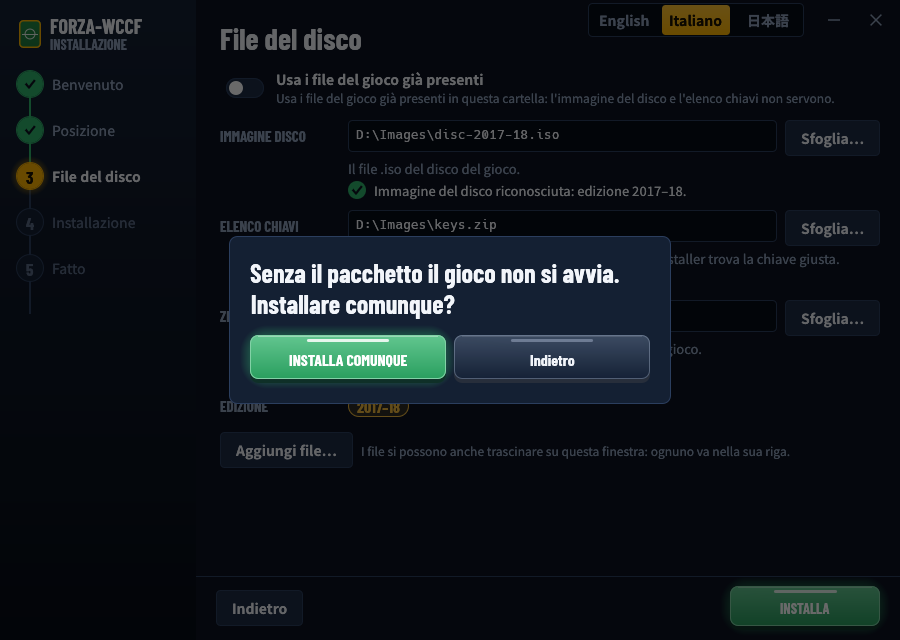 FORZA-WCCF
INSTALLAZIONE
English Italiano 日本語
File del disco
Benvenuto
Posizione
3 File del disco
4 Installazione
5 Fatto
Usa i file del gioco già presenti
Usa i file del gioco già presenti in questa cartella: l'immagine del disco e l'elenco chiavi non servono.
IMMAGINE DISCO
D:\Images\disc-2017-18.iso
Sfoglia...
Il file .iso del disco del gioco.
Immagine del disco riconosciuta: edizione 2017–18.
ELENCO CHIAVI
D:\Images\keys.zip
Sfoglia...
trova la chiave giusta.
Senza il pacchetto il gioco non si avvia.
Installare comunque?
INSTALLA COMUNQUE
Indietro
Sfoglia...
EDIZIONE
2017–18
Aggiungi file...
I file si possono anche trascinare su questa finestra: ognuno va nella sua riga.
Indietro
INSTALLA